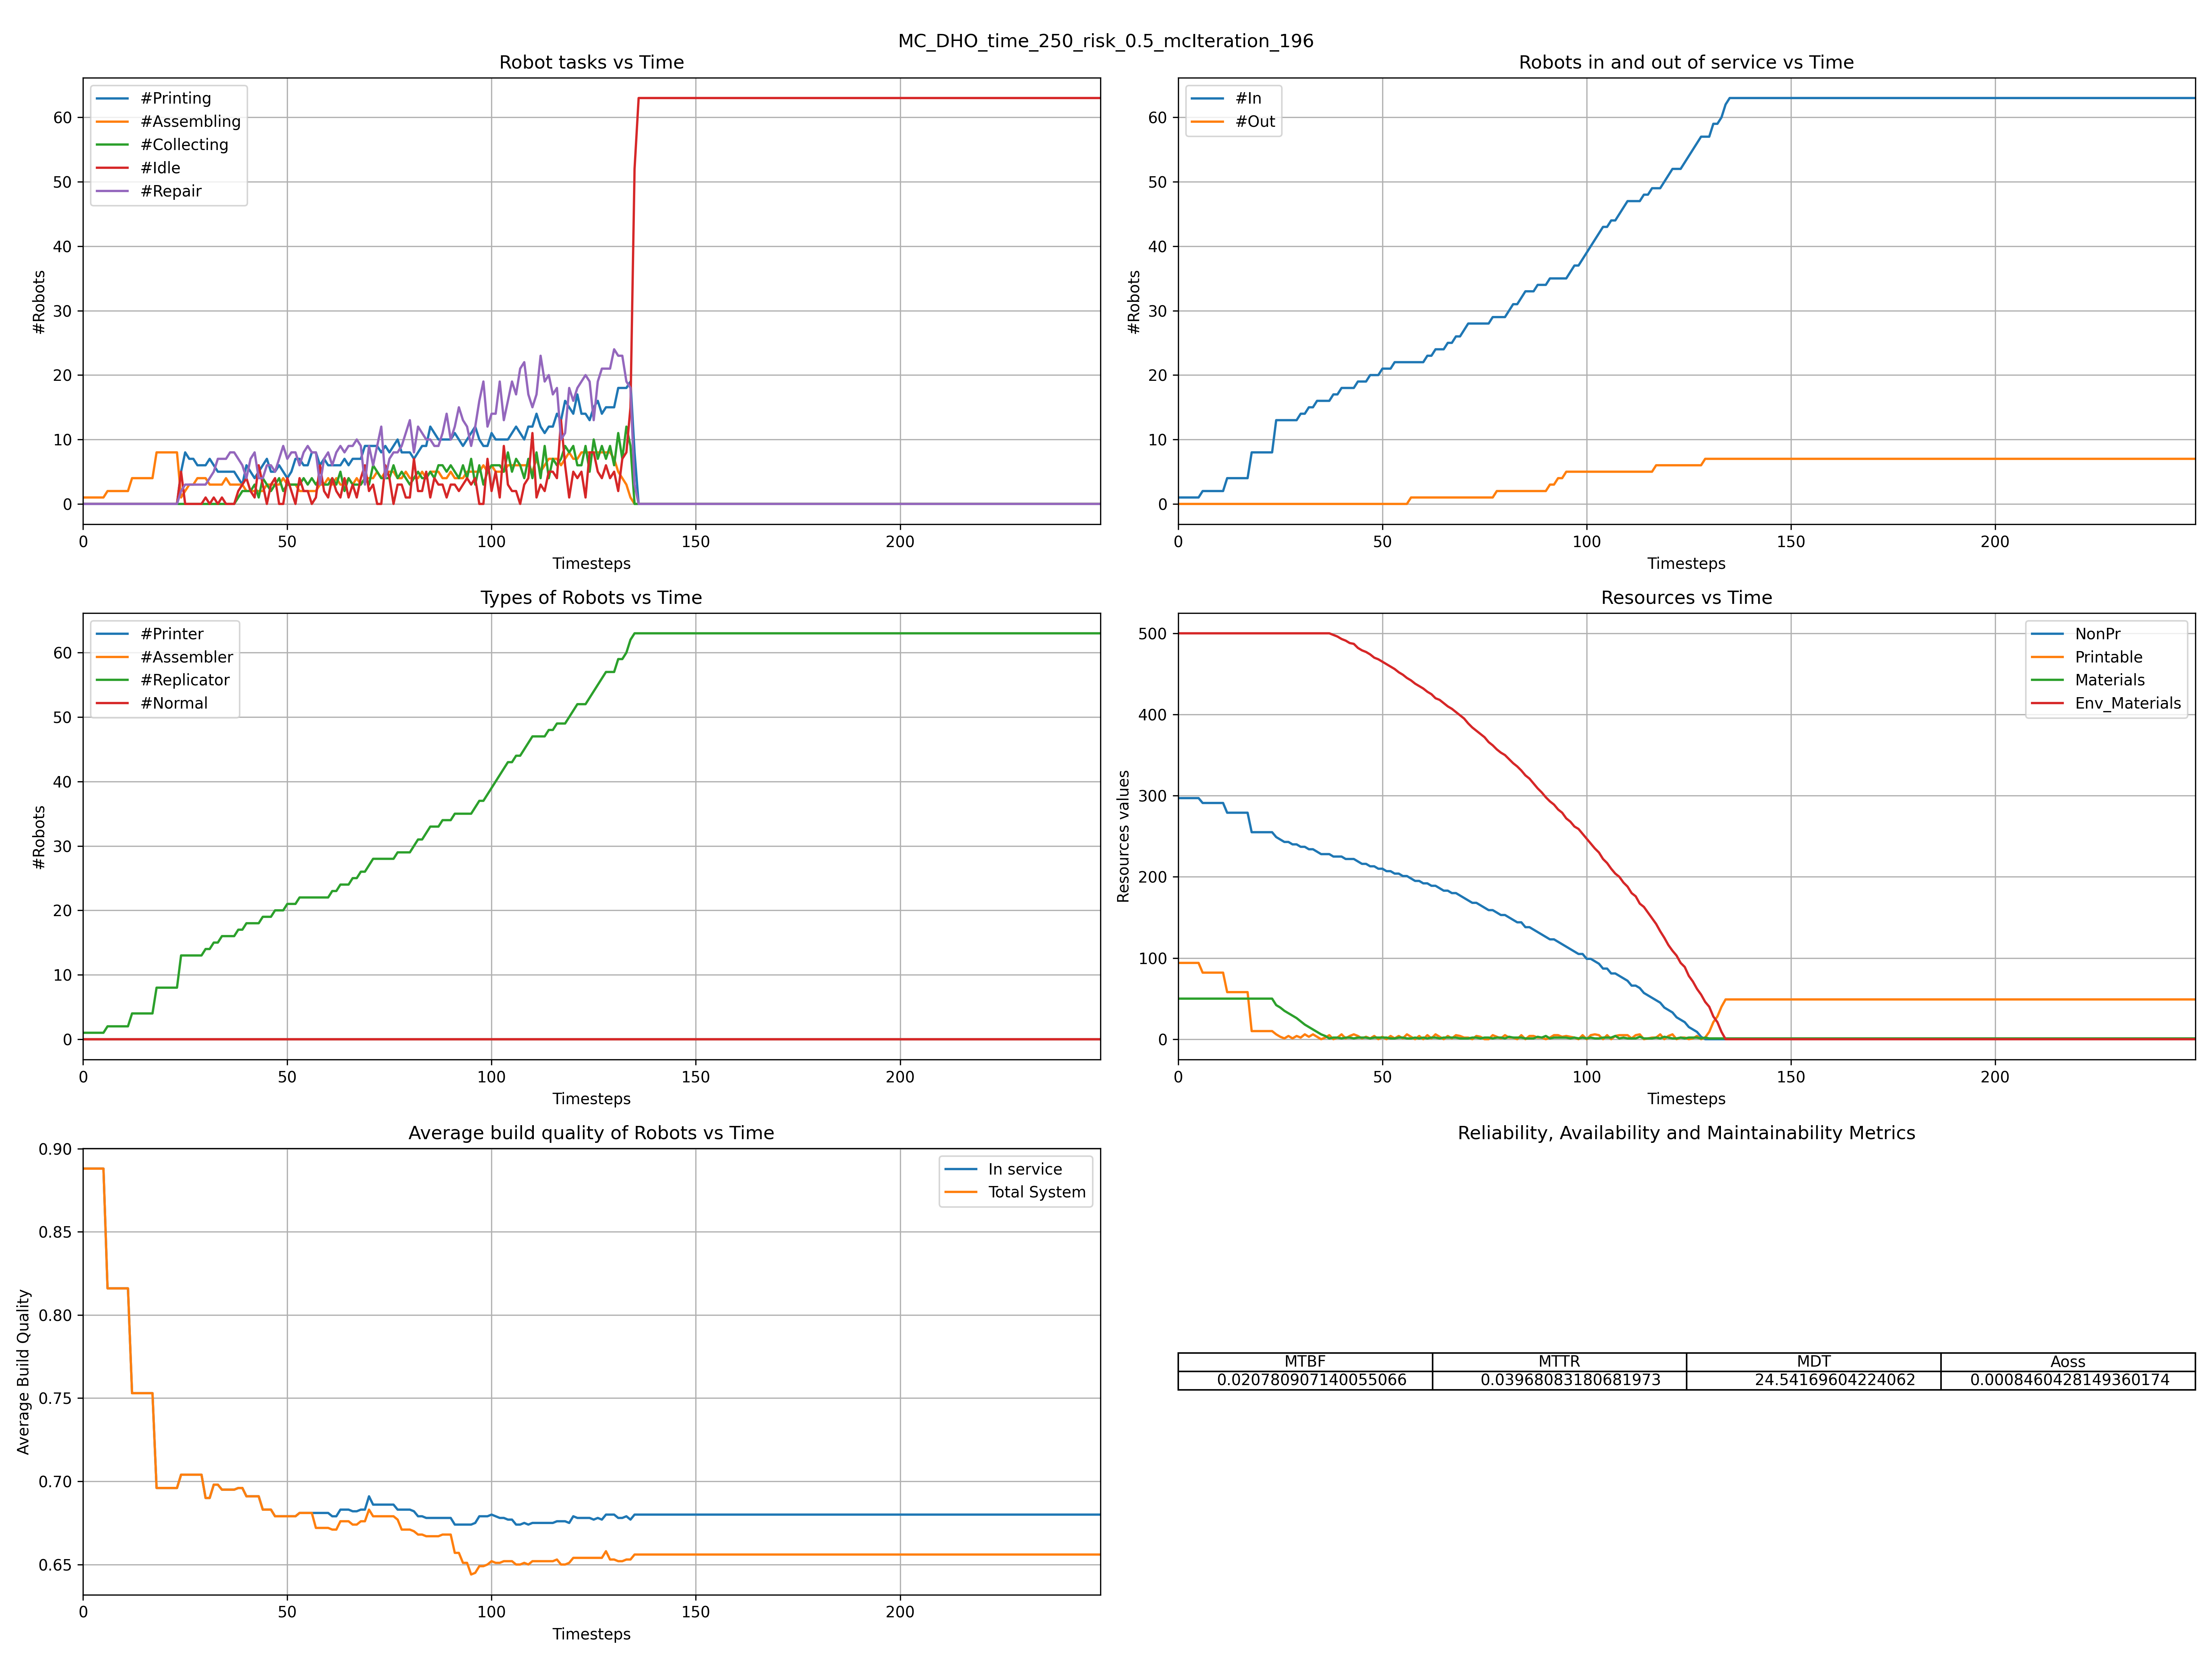 MC_DHO_time_250_risk_0.5_mcIteration_196
Robot tasks vs Time
#Printing
#Assembling
#Collecting
#Idle
#Repair
60
50
40
30
20
10
0
#Robots
0 50 100 150 200
Timesteps
Robots in and out of service vs Time
#In
#Out
60
50
40
30
20
10
0
#Robots
0 50 100 150 200
Timesteps
Types of Robots vs Time
#Printer
#Assembler
#Replicator
#Normal
60
50
40
30
20
10
0
#Robots
0 50 100 150 200
Timesteps
Resources vs Time
NonPr
Printable
Materials
Env_Materials
500
400
300
200
100
0
Resources values
0 50 100 150 200
Timesteps
Average build quality of Robots vs Time
In service
Total System
0.90
0.85
0.80
0.75
0.70
0.65
Average Build Quality
0 50 100 150 200
Timesteps
Reliability, Availability and Maintainability Metrics
MTBF MTTR MDT Aoss
0.020780907140055066 0.03968083180681973 24.54169604224062 0.0008460428149360174